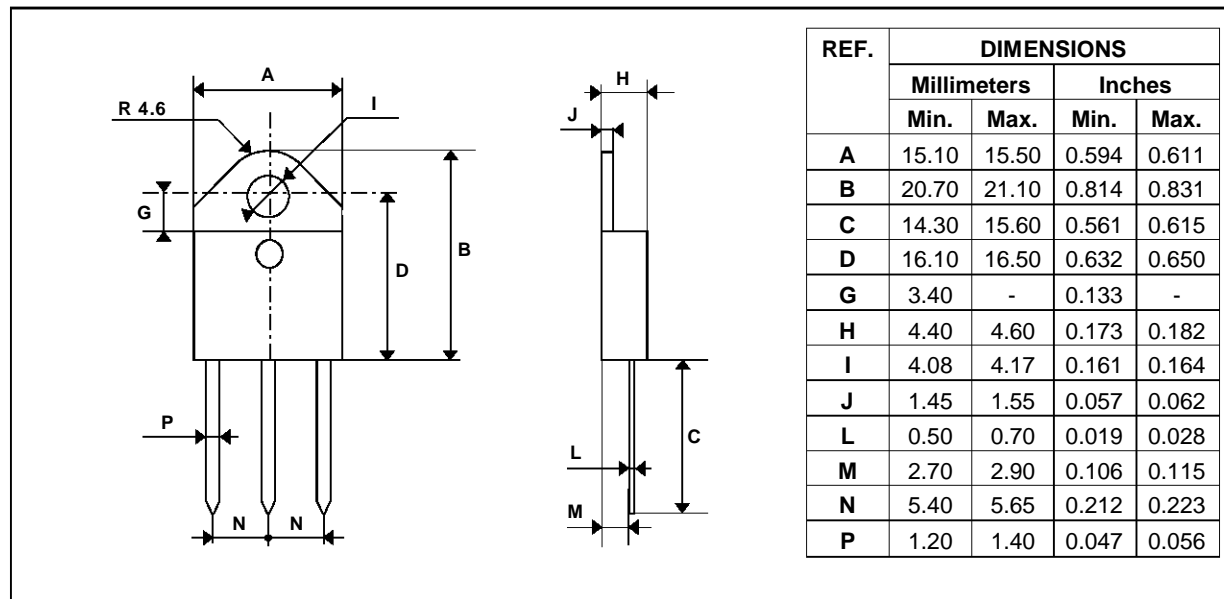 A
R 4.6
I
G
B
D
P
N N
H
J
L
C
M
REF. DIMENSIONS
Millimeters Inches
Min. Max. Min. Max.
A 15.10 15.50 0.594 0.611
B 20.70 21.10 0.814 0.831
C 14.30 15.60 0.561 0.615
D 16.10 16.50 0.632 0.650
G 3.40 - 0.133 -
H 4.40 4.60 0.173 0.182
I 4.08 4.17 0.161 0.164
J 1.45 1.55 0.057 0.062
L 0.50 0.70 0.019 0.028
M 2.70 2.90 0.106 0.115
N 5.40 5.65 0.212 0.223
P 1.20 1.40 0.047 0.056